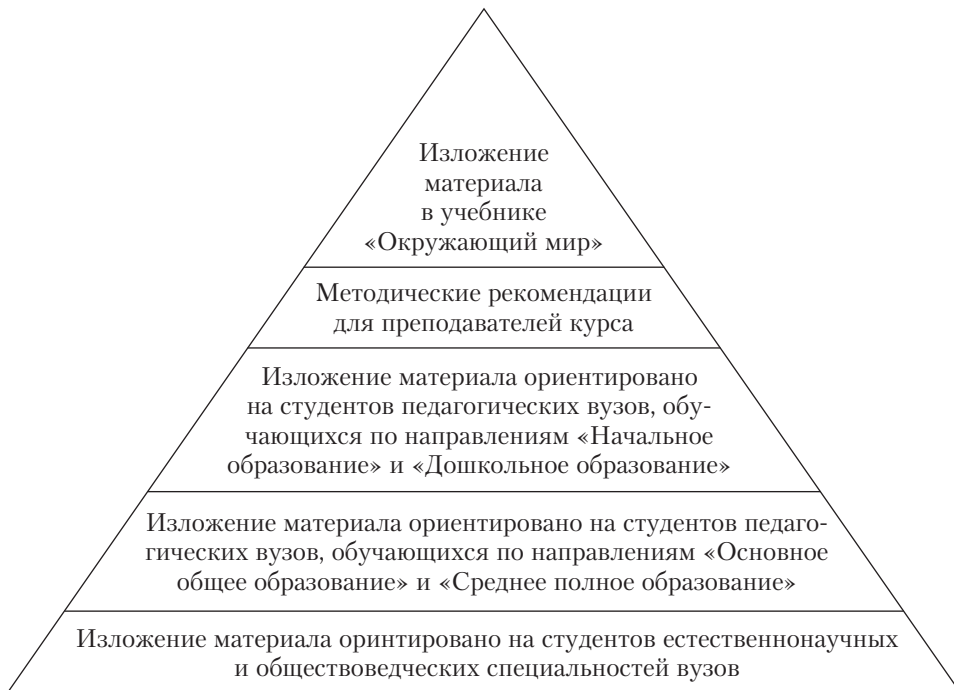 Изложение
материала
в учебнике
«Окружающий мир»
Методические рекомендации
для преподавателей курса
Изложение материала ориентировано
на студентов педагогических вузов, обу-
чающихся по направлениям «Начальное
образование» и «Дошкольное образование»
Изложение материала ориентировано на студентов педаго-
гических вузов, обучающихся по направлениям «Основное
общее образование» и «Среднее полное образование»
Изложение материала оринтировано на студентов естественнонаучных
и обществоведческих специальностей вузов